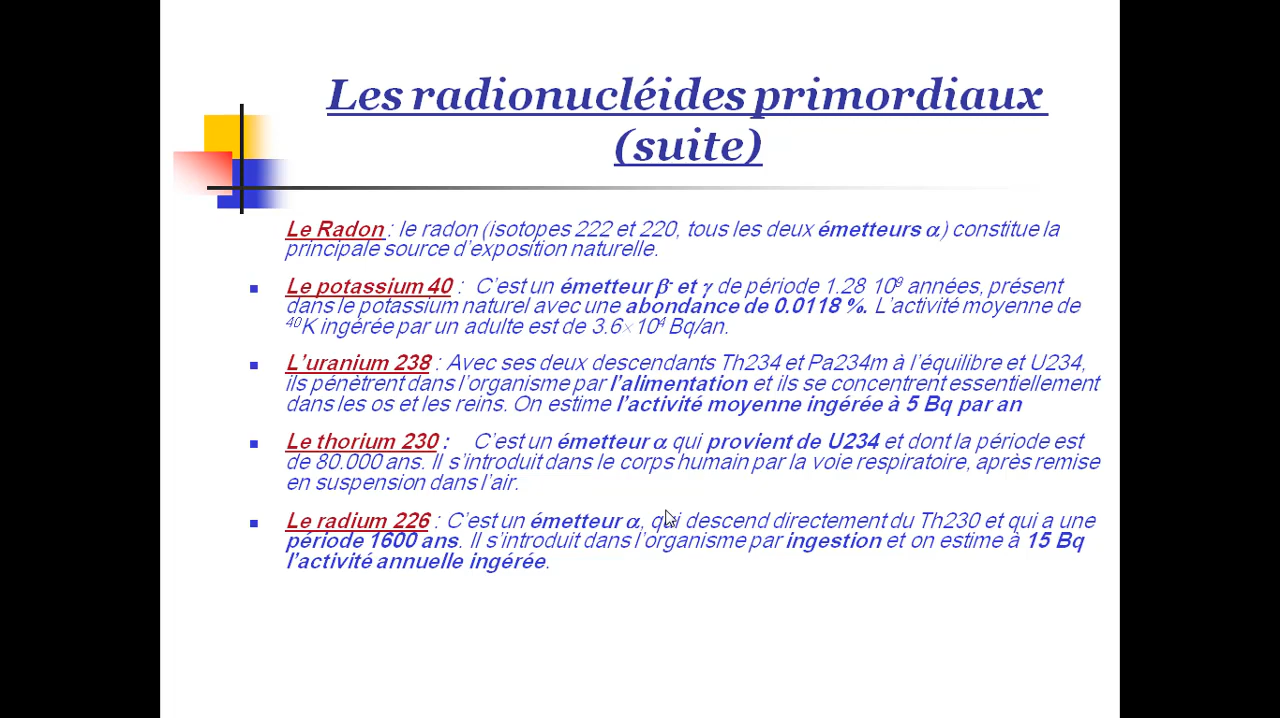 Les radionucléides primordiaux
(suite)
Le Radon : le radon (isotopes 222 et 220, tous les deux émetteurs α) constitue la
principale source d'exposition naturelle.
Le potassium 40 : C'est un émetteur β- et γ de période 1.28 10⁹ années, présent
dans le potassium naturel avec une abondance de 0.0118 %. L'activité moyenne de
⁴⁰K ingérée par un adulte est de 3.6×10⁴ Bq/an.
L'uranium 238 : Avec ses deux descendants Th234 et Pa234m à l'équilibre et U234,
ils pénètrent dans l'organisme par l'alimentation et ils se concentrent essentiellement
dans les os et les reins. On estime l'activité moyenne ingérée à 5 Bq par an
Le thorium 230 : C'est un émetteur α qui provient de U234 et dont la période est
de 80.000 ans. Il s'introduit dans le corps humain par la voie respiratoire, après remise
en suspension dans l'air.
Le radium 226 : C'est un émetteur α, qui descend directement du Th230 et qui a une
période 1600 ans. Il s'introduit dans l'organisme par ingestion et on estime à 15 Bq
l'activité annuelle ingérée.